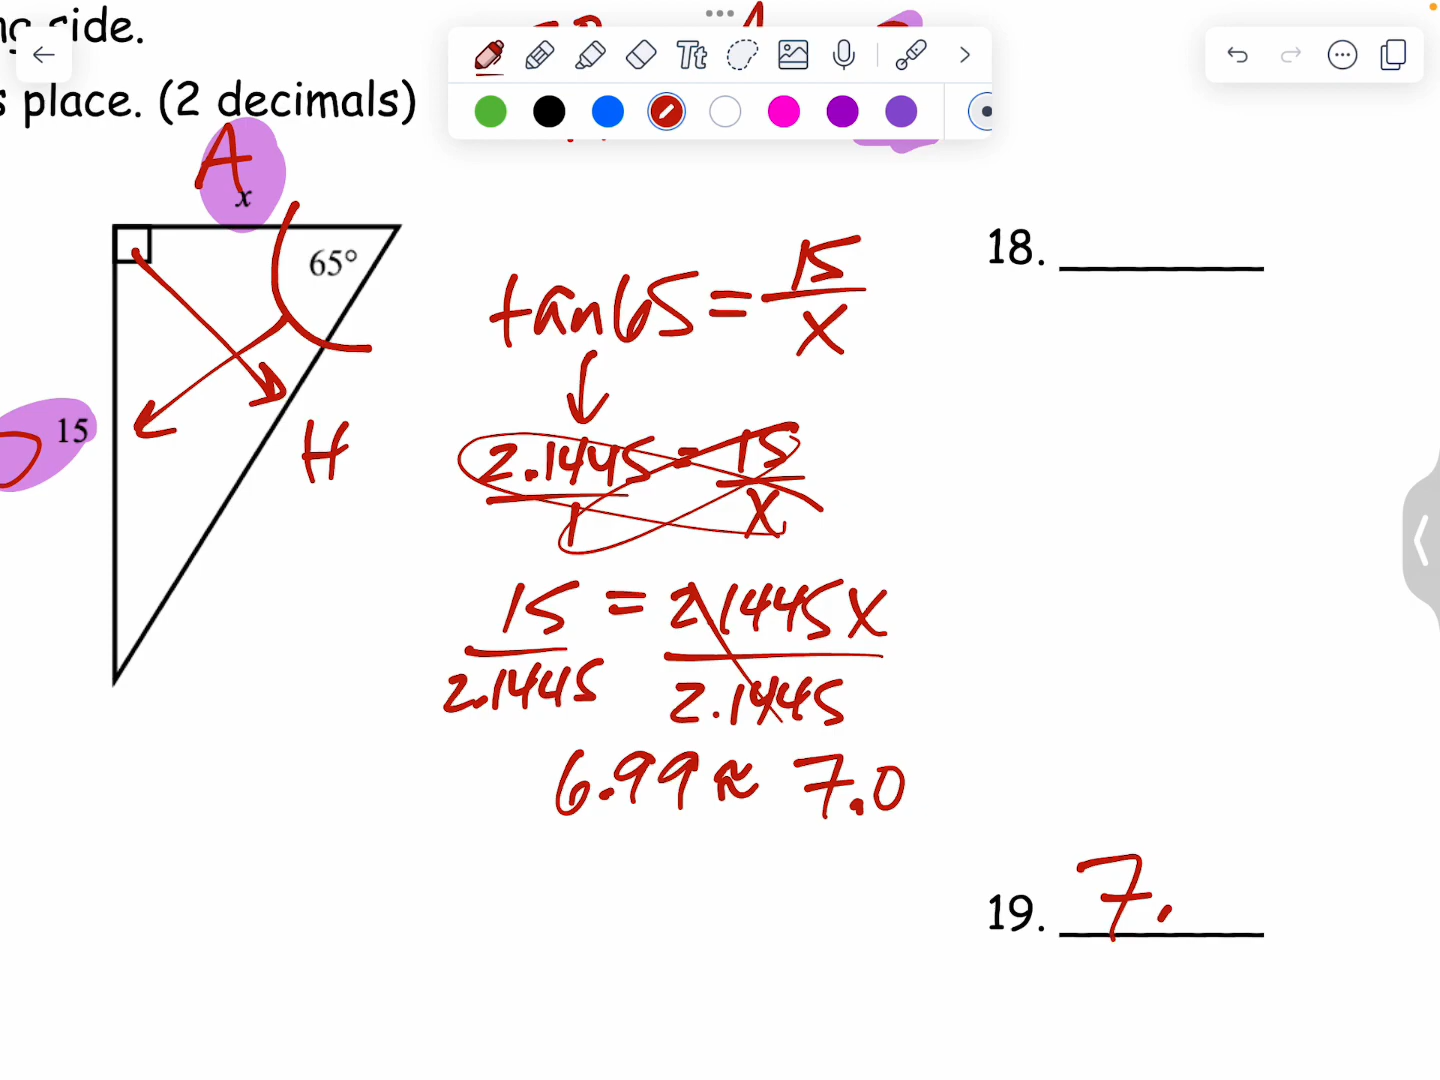 side.
place. (2 decimals)
Tt
A
x
65°
15
H
tan65 = 15/x
2.1445/1 = 15/x
15/2.1445 = 2.1445x/2.1445
6.99 ≈ 7.0
18.
19. 7.